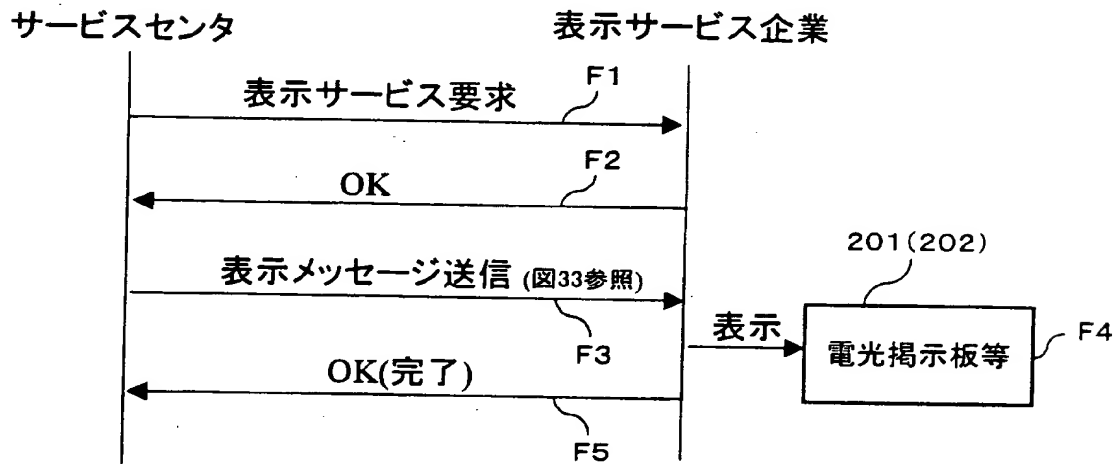 サービスセンタ
表示サービス企業
表示サービス要求
F1
OK
F2
表示メッセージ送信 (図33参照)
F3
201(202)
表示
電光掲示板等
F4
OK(完了)
F5